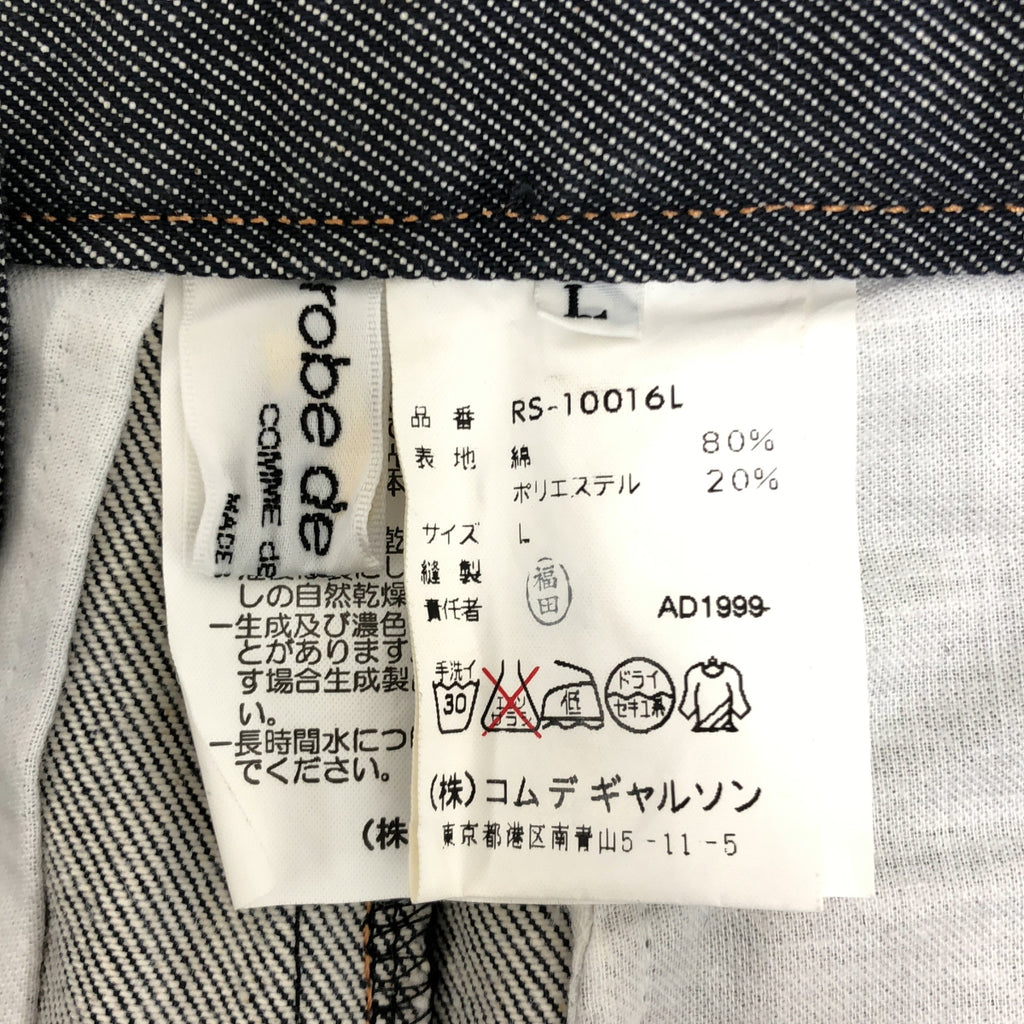 robe de
COMME de
MADE
本
乾
しの自然乾燥
ー生成及び濃色
とがあります
す場合生成製
い。
ー長時間水につ
でください。
(株
L
品番 RS-10016L
表地 綿 80%
ポリエステル 20%
サイズ L
縫製
責任者
福田
AD1999
手洗イ
30
エンソ
低
ドライ
セキユ系
(株)コムデギャルソン
東京都港区南青山5-11-5